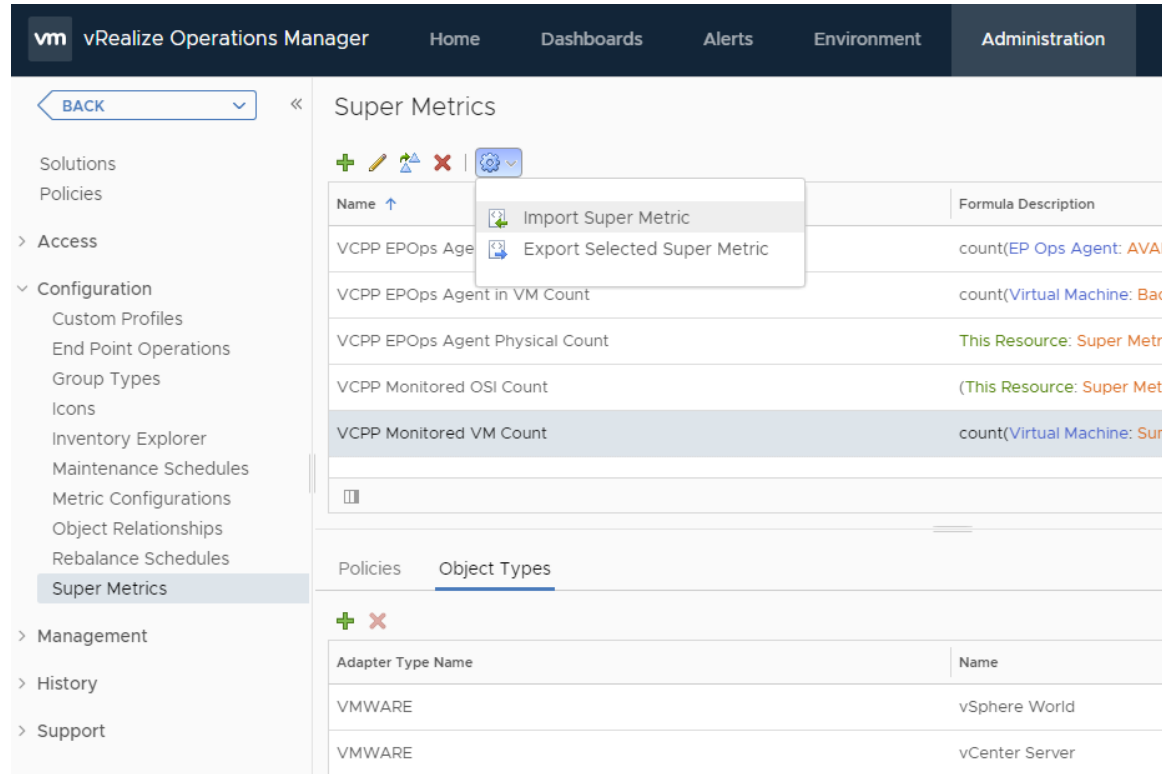 vm vRealize Operations Manager Home Dashboards Alerts Environment Administration
BACK
Solutions
Policies
Access
Configuration
Custom Profiles
End Point Operations
Group Types
Icons
Inventory Explorer
Maintenance Schedules
Metric Configurations
Object Relationships
Rebalance Schedules
Super Metrics
Management
History
Support
Super Metrics
Import Super Metric
Export Selected Super Metric
Name Formula Description
VCPP EPOps Age count(EP Ops Agent: AVA
VCPP EPOps Agent in VM Count count(Virtual Machine: Bac
VCPP EPOps Agent Physical Count This Resource: Super Metr
VCPP Monitored OSI Count (This Resource: Super Met
VCPP Monitored VM Count count(Virtual Machine: Sur
Policies Object Types
Adapter Type Name Name
VMWARE vSphere World
VMWARE vCenter Server